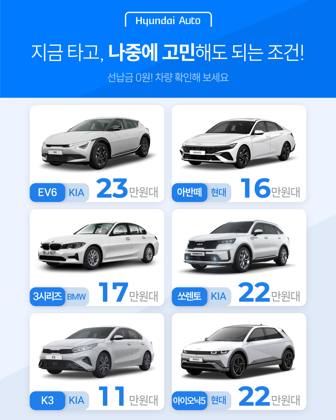 Hyundai Auto
지금 타고, 나중에 고민해도 되는 조건!
선납금 0원! 차량 확인해 보세요
EV6 KIA 23만원대
아반떼 현대 16만원대
3시리즈 BMW 17만원대
쏘렌토 KIA 22만원대
K3 KIA 11만원대
아이오닉5 현대 22만원대